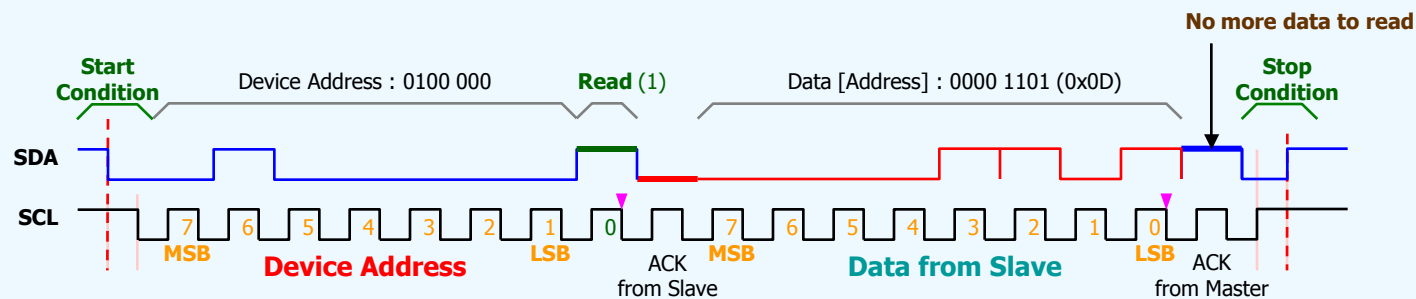 No more data to read
Start
Condition
Device Address : 0100 000
Read (1)
Data [Address] : 0000 1101 (0x0D)
Stop
Condition
SDA
SCL
7 6 5 4 3 2 1 0 7 6 5 4 3 2 1 0
MSB LSB MSB LSB
Device Address
ACK
from Slave
Data from Slave
ACK
from Master